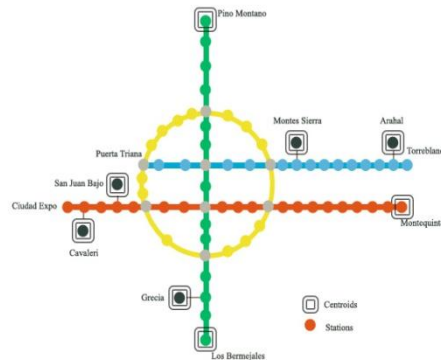 Pino Montano
Montes Sierra
Arahal
Puerta Triana
Torreblanc
San Juan Bajo
Ciudad Expo
Montequinto
Cavaleri
Grecia
Centroids
Stations
Los Bermejales